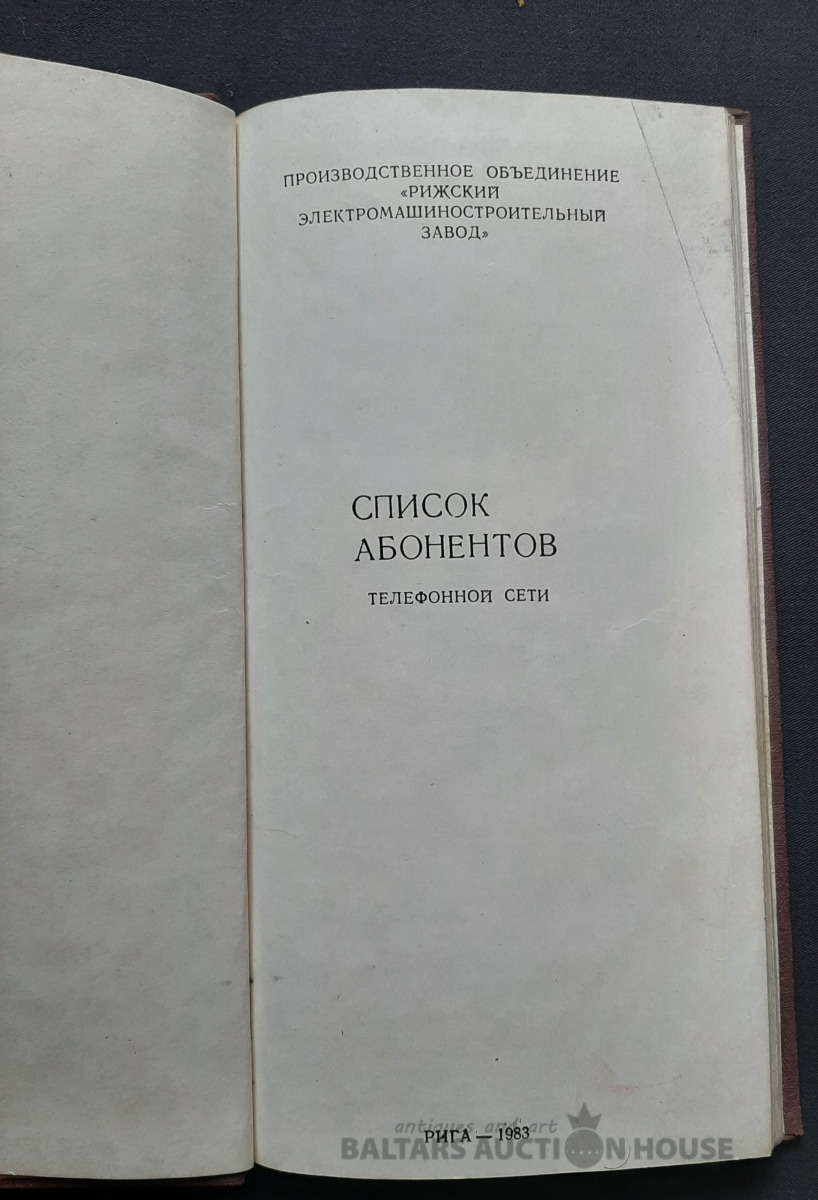 ПРОИЗВОДСТВЕННОЕ ОБЪЕДИНЕНИЕ
«РИЖСКИЙ
ЭЛЕКТРОМАШИНОСТРОИТЕЛЬНЫЙ
ЗАВОД»
СПИСОК
АБОНЕНТОВ
ТЕЛЕФОННОЙ СЕТИ
antiques and art
РИГА — 1983
BALTARS AUCTION HOUSE